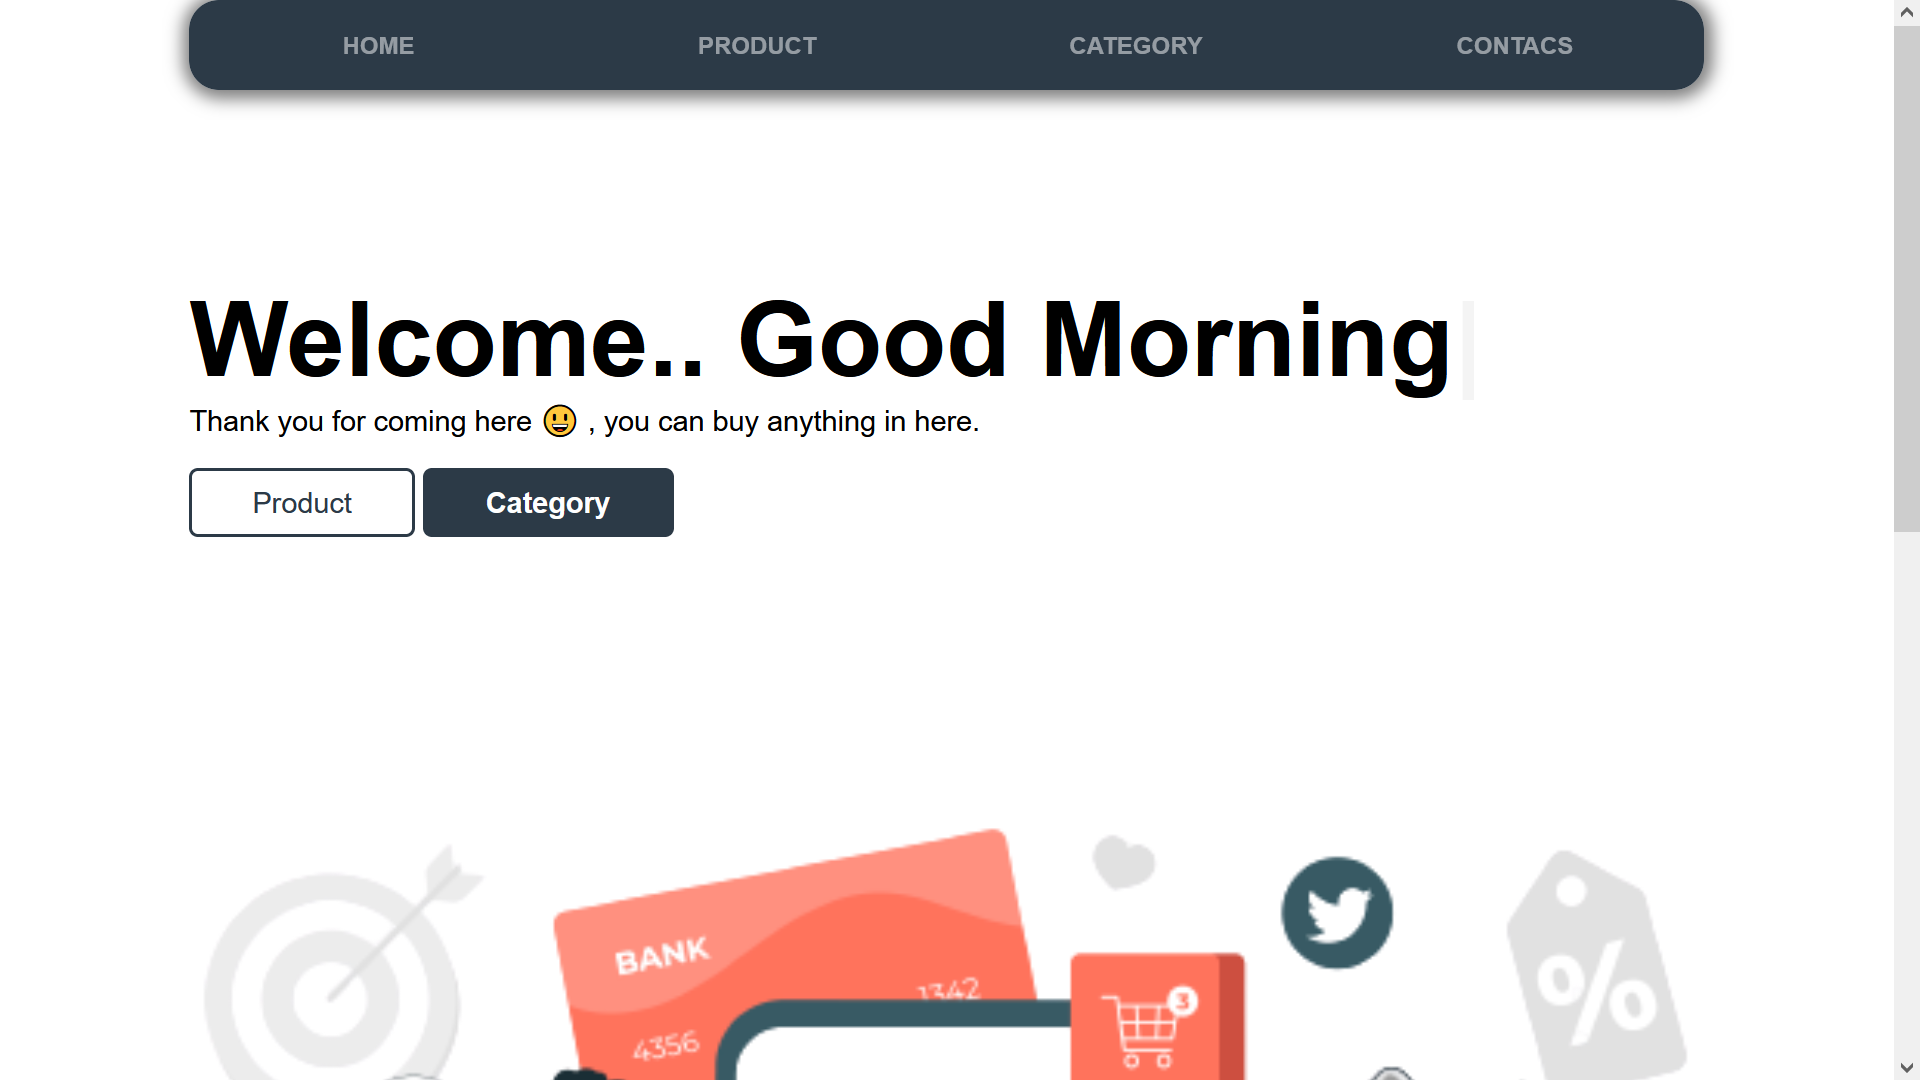 HOME PRODUCT CATEGORY CONTACS
Welcome.. Good Morning
Thank you for coming here 😃 , you can buy anything in here.
Product Category
BANK
1342
4356
3
%